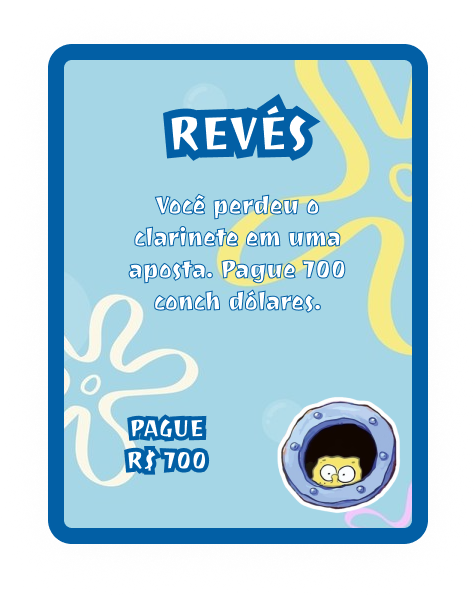 REVÉS
Você perdeu o
clarinete em uma
aposta. Pague 700
conch dólares.
PAGUE
R$ 700